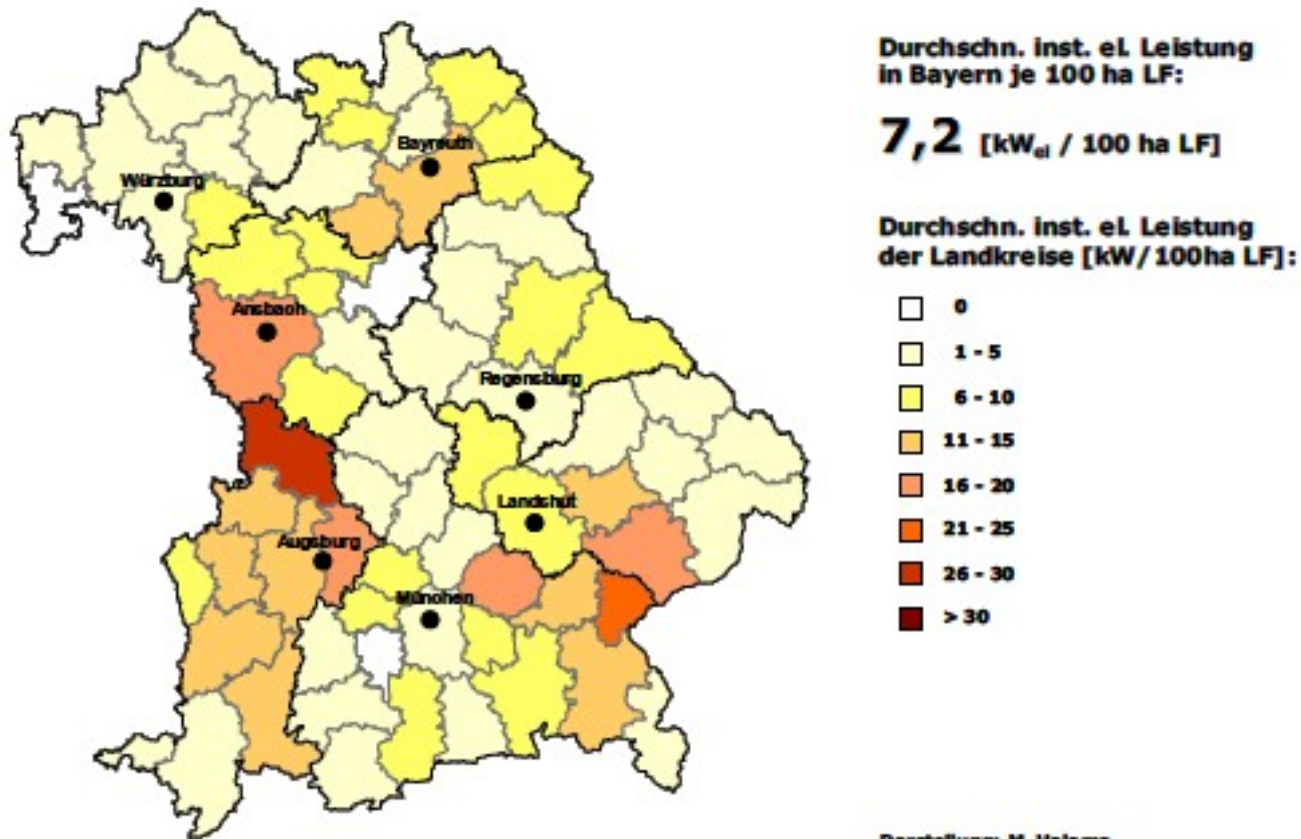 Durchschn. inst. el. Leistung
in Bayern je 100 ha LF:
7,2 [kWel / 100 ha LF]
Durchschn. inst. el. Leistung
der Landkreise [kW/100ha LF]:
0
1 - 5
6 - 10
11 - 15
16 - 20
21 - 25
26 - 30
> 30
Bayreuth
Würzburg
Ansbach
Regensburg
Landshut
Augsburg
München